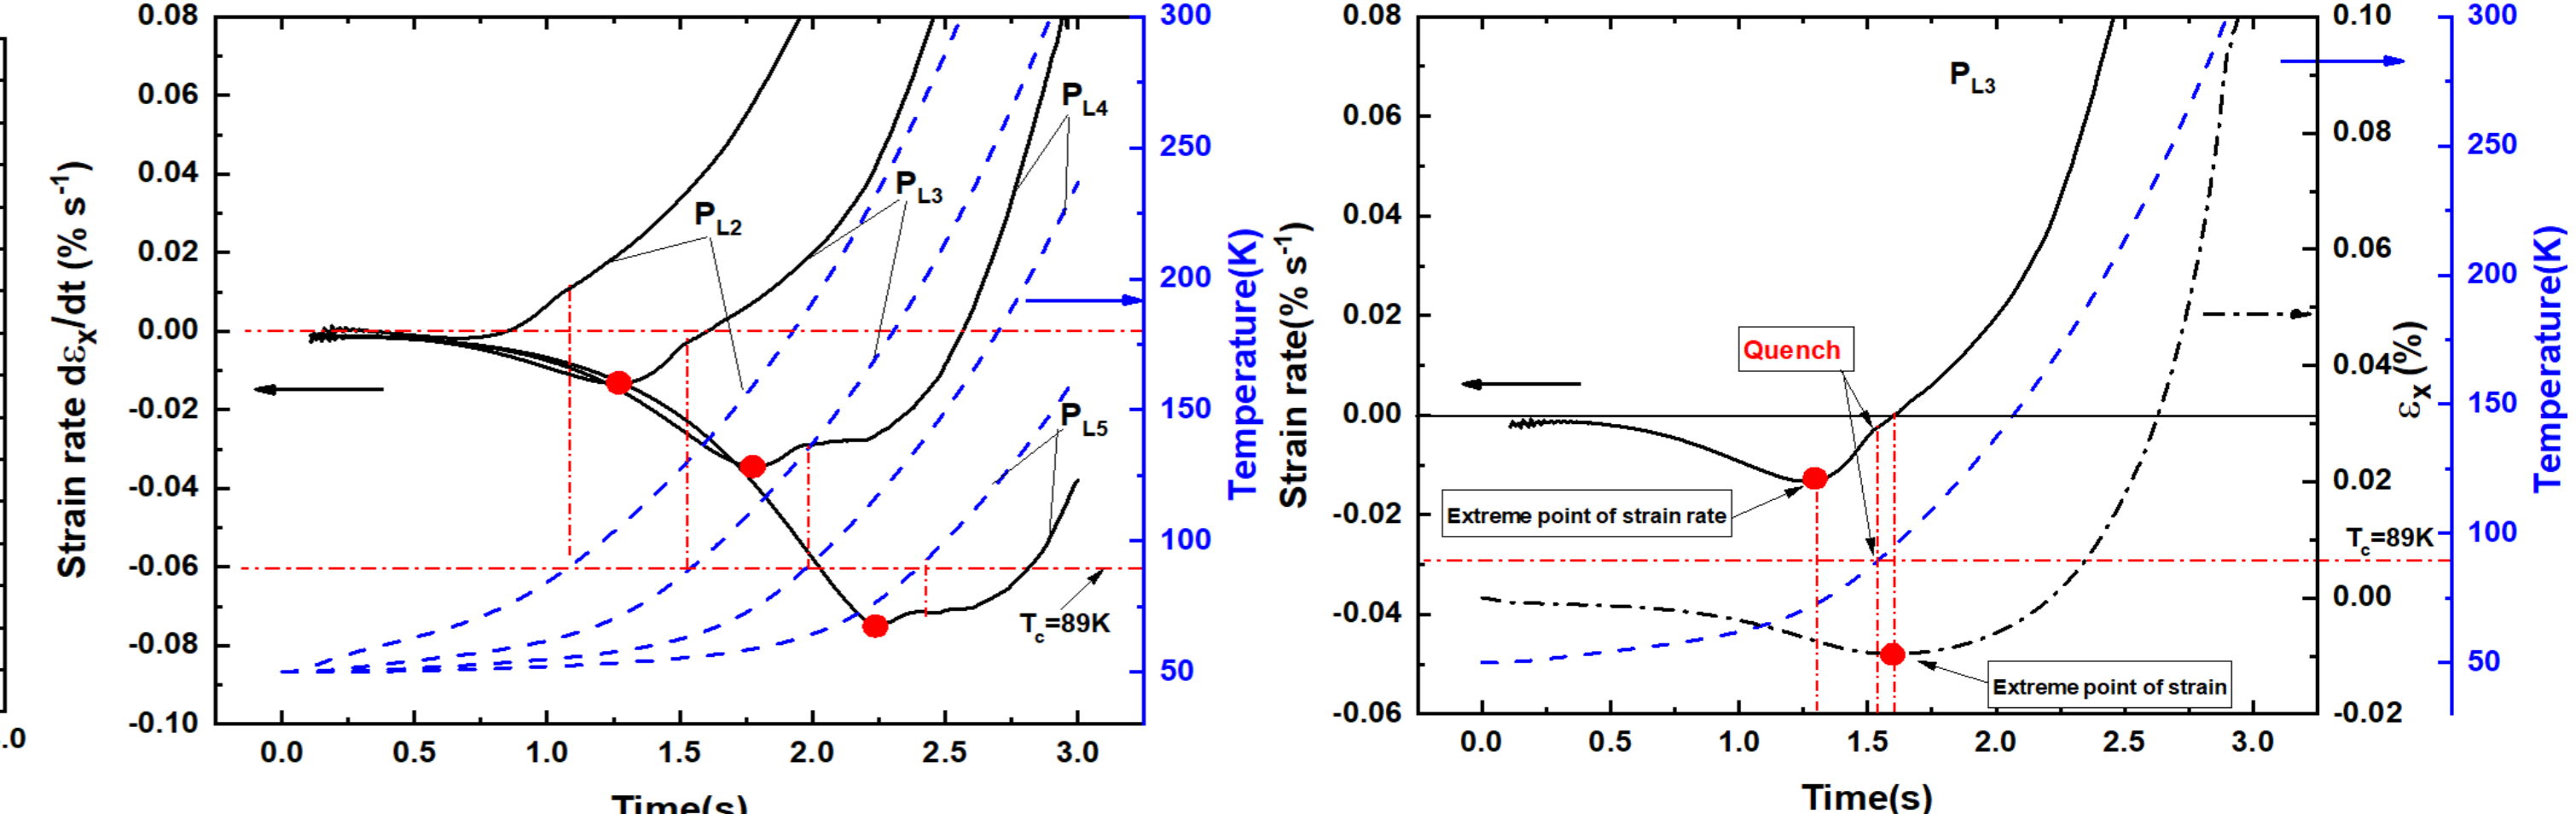 .0
0.08
0.06
0.04
0.02
0.00
-0.02
-0.04
-0.06
-0.08
-0.10
Strain rate dεx/dt (% s-1)
0.0 0.5 1.0 1.5 2.0 2.5 3.0
Time(s)
PL2
PL3
PL4
PL5
Tc=89K
300
250
200
150
100
50
Temperature(K)
0.08
0.06
0.04
0.02
0.00
-0.02
-0.04
-0.06
Strain rate(% s-1)
0.0 0.5 1.0 1.5 2.0 2.5 3.0
Time(s)
PL3
Quench
Extreme point of strain rate
Extreme point of strain
0.10
0.08
0.06
0.04
0.02
0.00
-0.02
εx (%)
Tc=89K
300
250
200
150
100
50
Temperature(K)